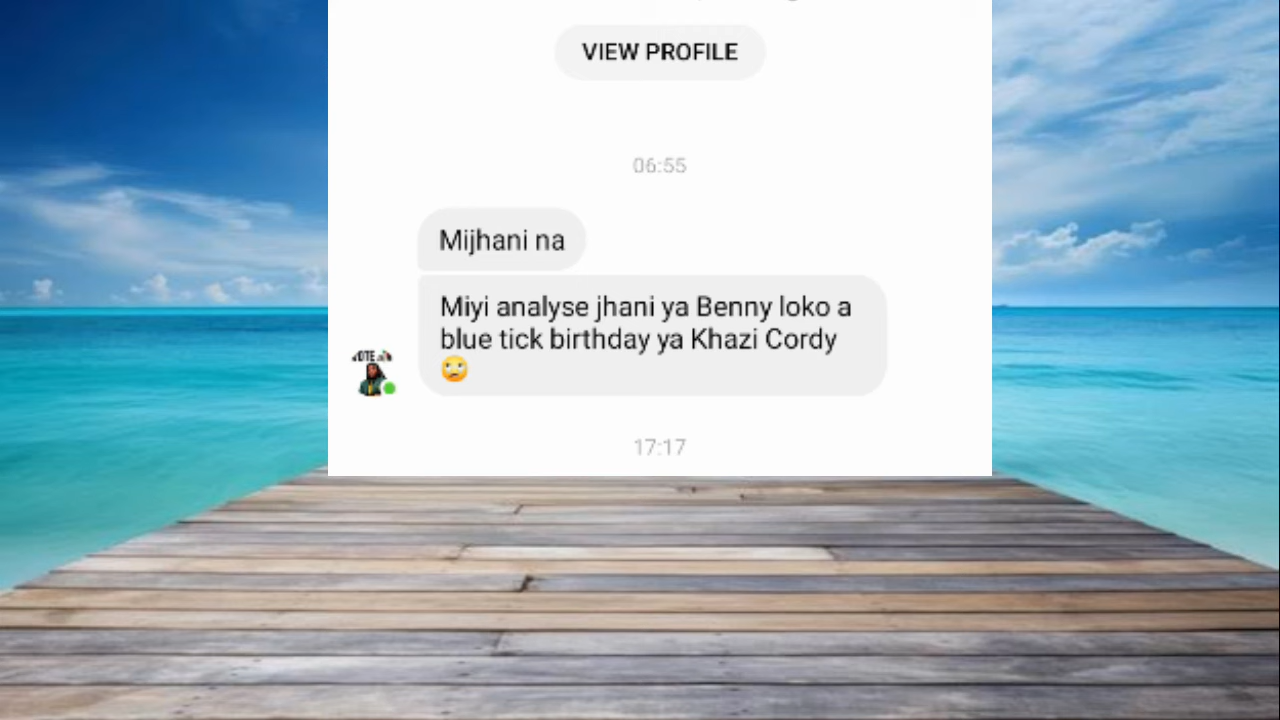 VIEW PROFILE
06:55
Mijhani na
Miyi analyse jhani ya Benny loko a
blue tick birthday ya Khazi Cordy
🙄
17:17